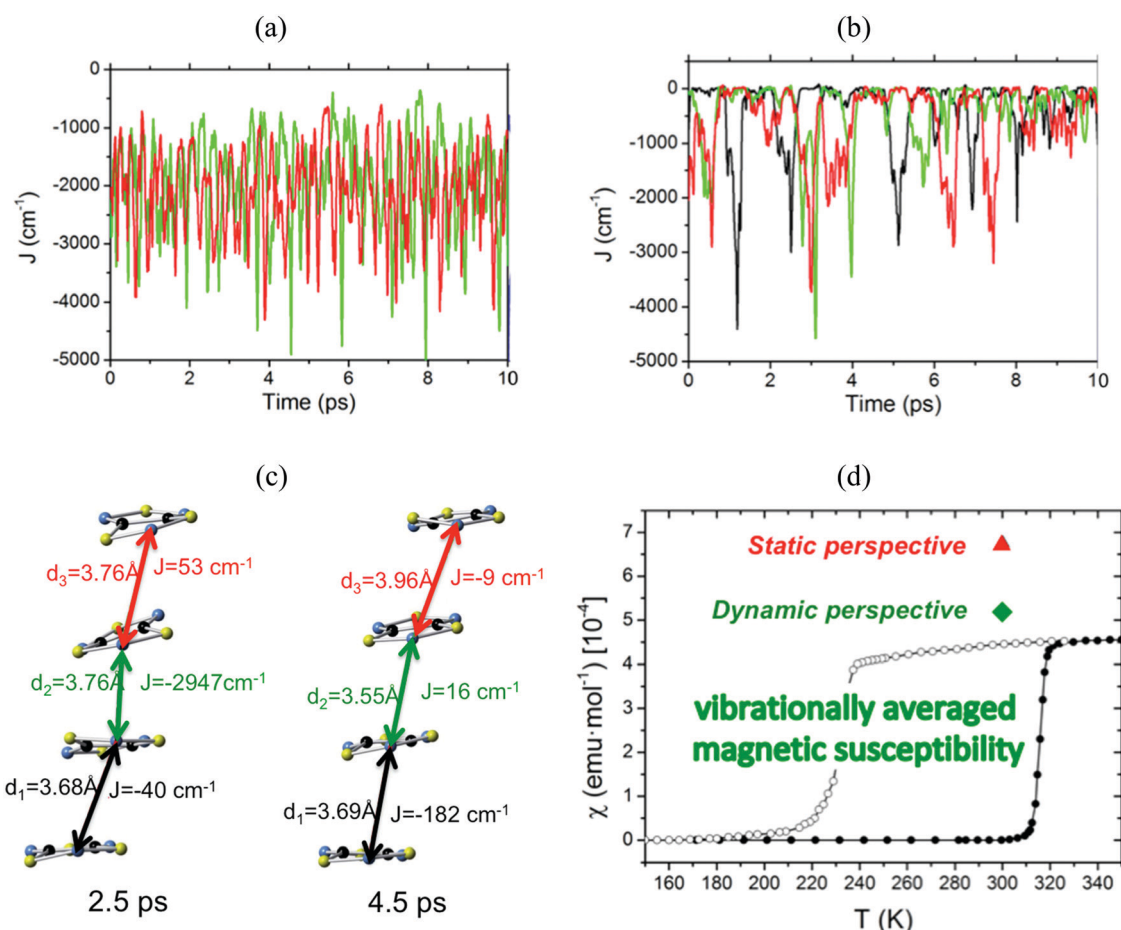 (a)
0
-1000
-2000
-3000
-4000
-5000
J (cm⁻¹)
0 2 4 6 8 10
Time (ps)
(b)
0
-1000
-2000
-3000
-4000
-5000
J (cm⁻¹)
0 2 4 6 8 10
Time (ps)
(c)
d₃=3.76Å J=53 cm⁻¹
d₂=3.76Å J=-2947cm⁻¹
d₁=3.68Å J=-40 cm⁻¹
2.5 ps
d₃=3.96Å J=-9 cm⁻¹
d₂=3.55Å J=16 cm⁻¹
d₁=3.69Å J=-182 cm⁻¹
4.5 ps
(d)
7
6
5
4
3
2
1
0
χ (emu·mol⁻¹) [10⁻⁴]
Static perspective
Dynamic perspective
vibrationally averaged
magnetic susceptibility
160 180 200 220 240 260 280 300 320 340
T (K)